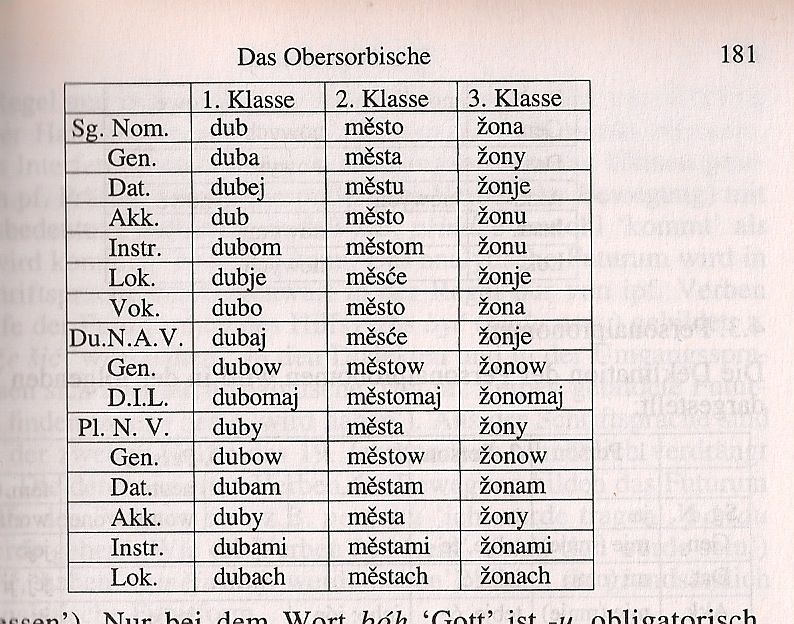 Das Obersorbische 181
1. Klasse 2. Klasse 3. Klasse
Sg. Nom. dub město žona
Gen. duba města žony
Dat. dubej městu žonje
Akk. dub město žonu
Instr. dubom městom žonu
Lok. dubje měsće žonje
Vok. dubo město žona
Du.N.A.V. dubaj měsće žonje
Gen. dubow městow žonow
D.I.L. dubomaj městomaj žonomaj
Pl. N. V. duby města žony
Gen. dubow městow žonow
Dat. dubam městam žonam
Akk. duby města žony
Instr. dubami městami žonami
Lok. dubach městach žonach
Nur bei dem Wort bóh ‘Gott’ ist -u obligatorisch